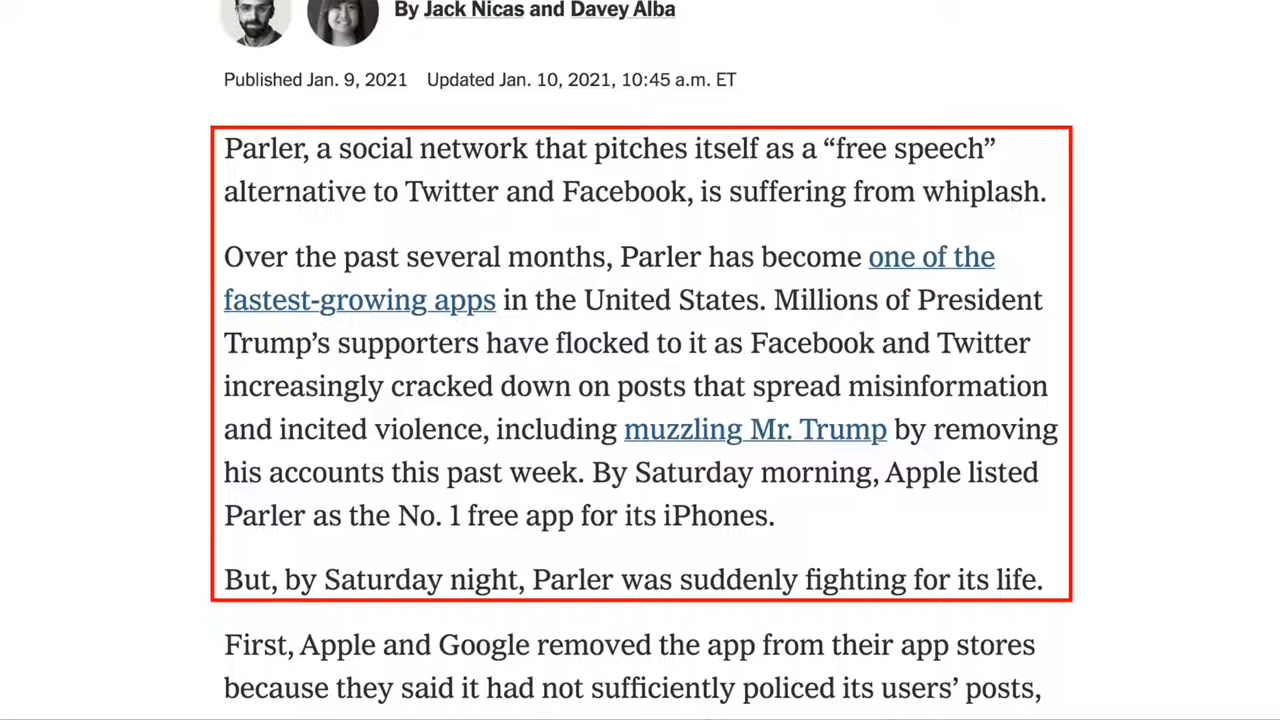 By Jack Nicas and Davey Alba
Published Jan. 9, 2021 Updated Jan. 10, 2021, 10:45 a.m. ET
Parler, a social network that pitches itself as a “free speech”
alternative to Twitter and Facebook, is suffering from whiplash.
Over the past several months, Parler has become one of the
fastest-growing apps in the United States. Millions of President
Trump’s supporters have flocked to it as Facebook and Twitter
increasingly cracked down on posts that spread misinformation
and incited violence, including muzzling Mr. Trump by removing
his accounts this past week. By Saturday morning, Apple listed
Parler as the No. 1 free app for its iPhones.
But, by Saturday night, Parler was suddenly fighting for its life.
First, Apple and Google removed the app from their app stores
because they said it had not sufficiently policed its users’ posts,